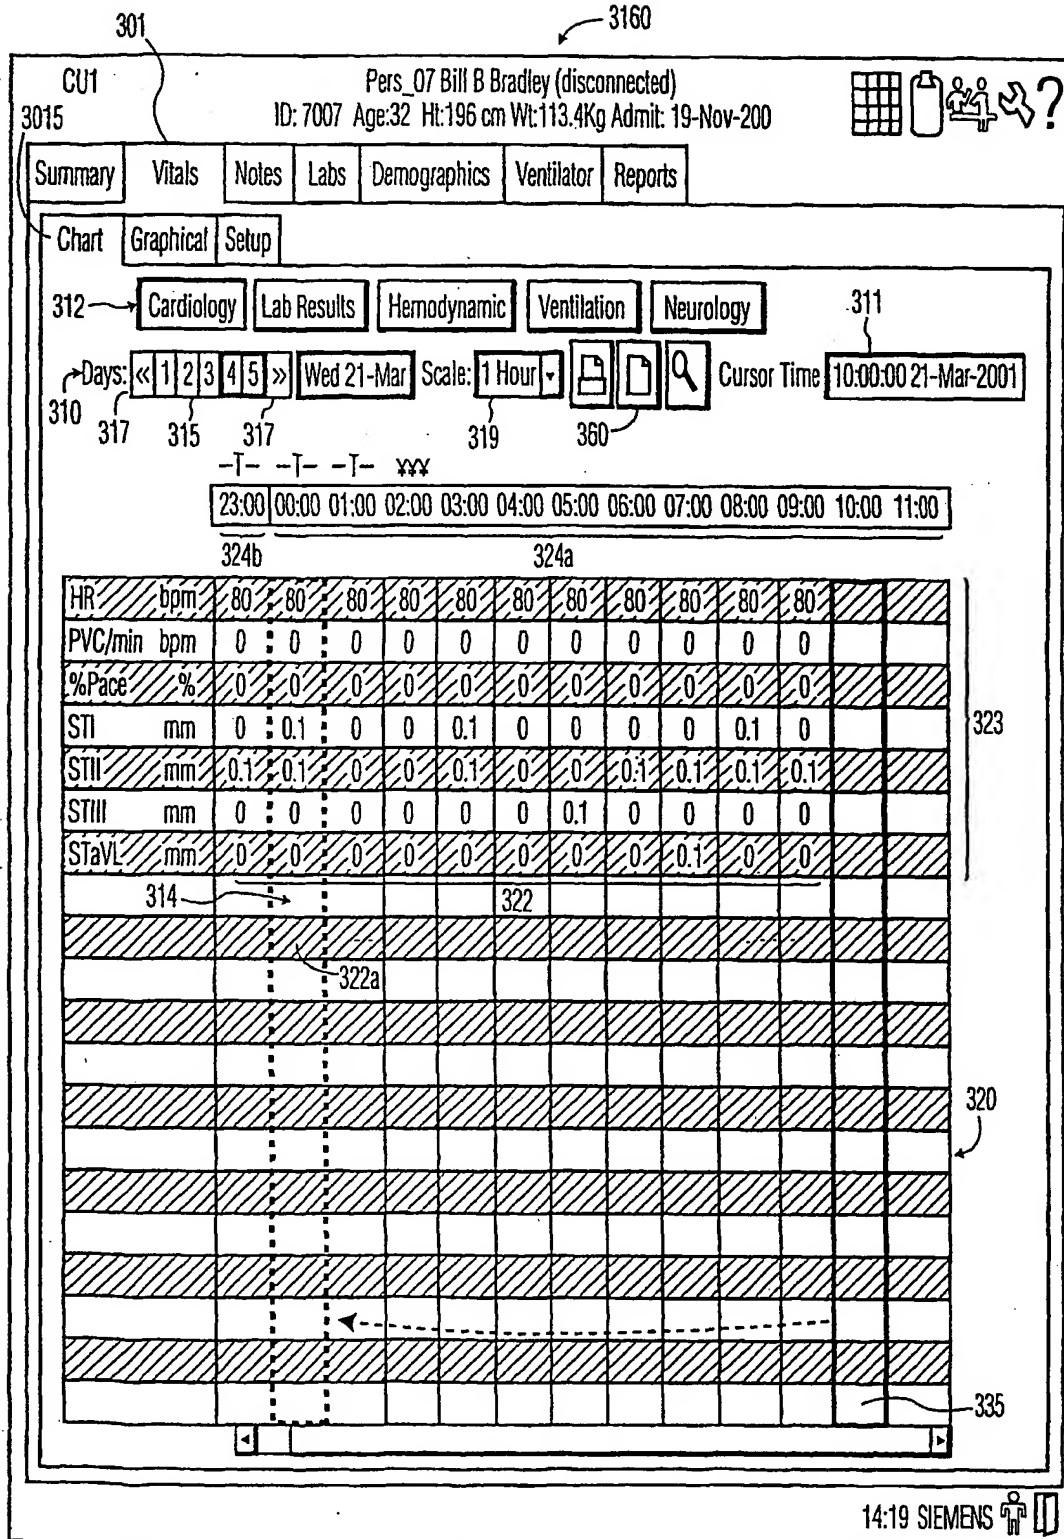 301
3160
CU1
Pers_07 Bill B Bradley (disconnected)
3015
ID: 7007 Age:32 Ht:196 cm Wt:113.4Kg Admit: 19-Nov-200
?
Summary Vitals Notes Labs Demographics Ventilator Reports
Chart Graphical Setup
312 Cardiology Lab Results Hemodynamic Ventilation Neurology
311
310 Days: « 1 2 3 4 5 » Wed 21-Mar Scale: 1 Hour Cursor Time 10:00:00 21-Mar-2001
317 315 317 319 360
-T- -T- -T- ¥¥¥
23:00 00:00 01:00 02:00 03:00 04:00 05:00 06:00 07:00 08:00 09:00 10:00 11:00
324b 324a
HR bpm 80 80 80 80 80 80 80 80 80 80 80
PVC/min bpm 0 0 0 0 0 0 0 0 0 0 0
%Pace % 0 0 0 0 0 0 0 0 0 0 0
STI mm 0 0.1 0 0 0.1 0 0 0 0 0.1 0
323
STII mm 0.1 0.1 0 0 0.1 0 0 0.1 0.1 0.1 0.1
STIII mm 0 0 0 0 0 0 0.1 0 0 0 0
STaVL mm 0 0 0 0 0 0 0 0 0.1 0 0
314 322
322a
320
335
14:19 SIEMENS